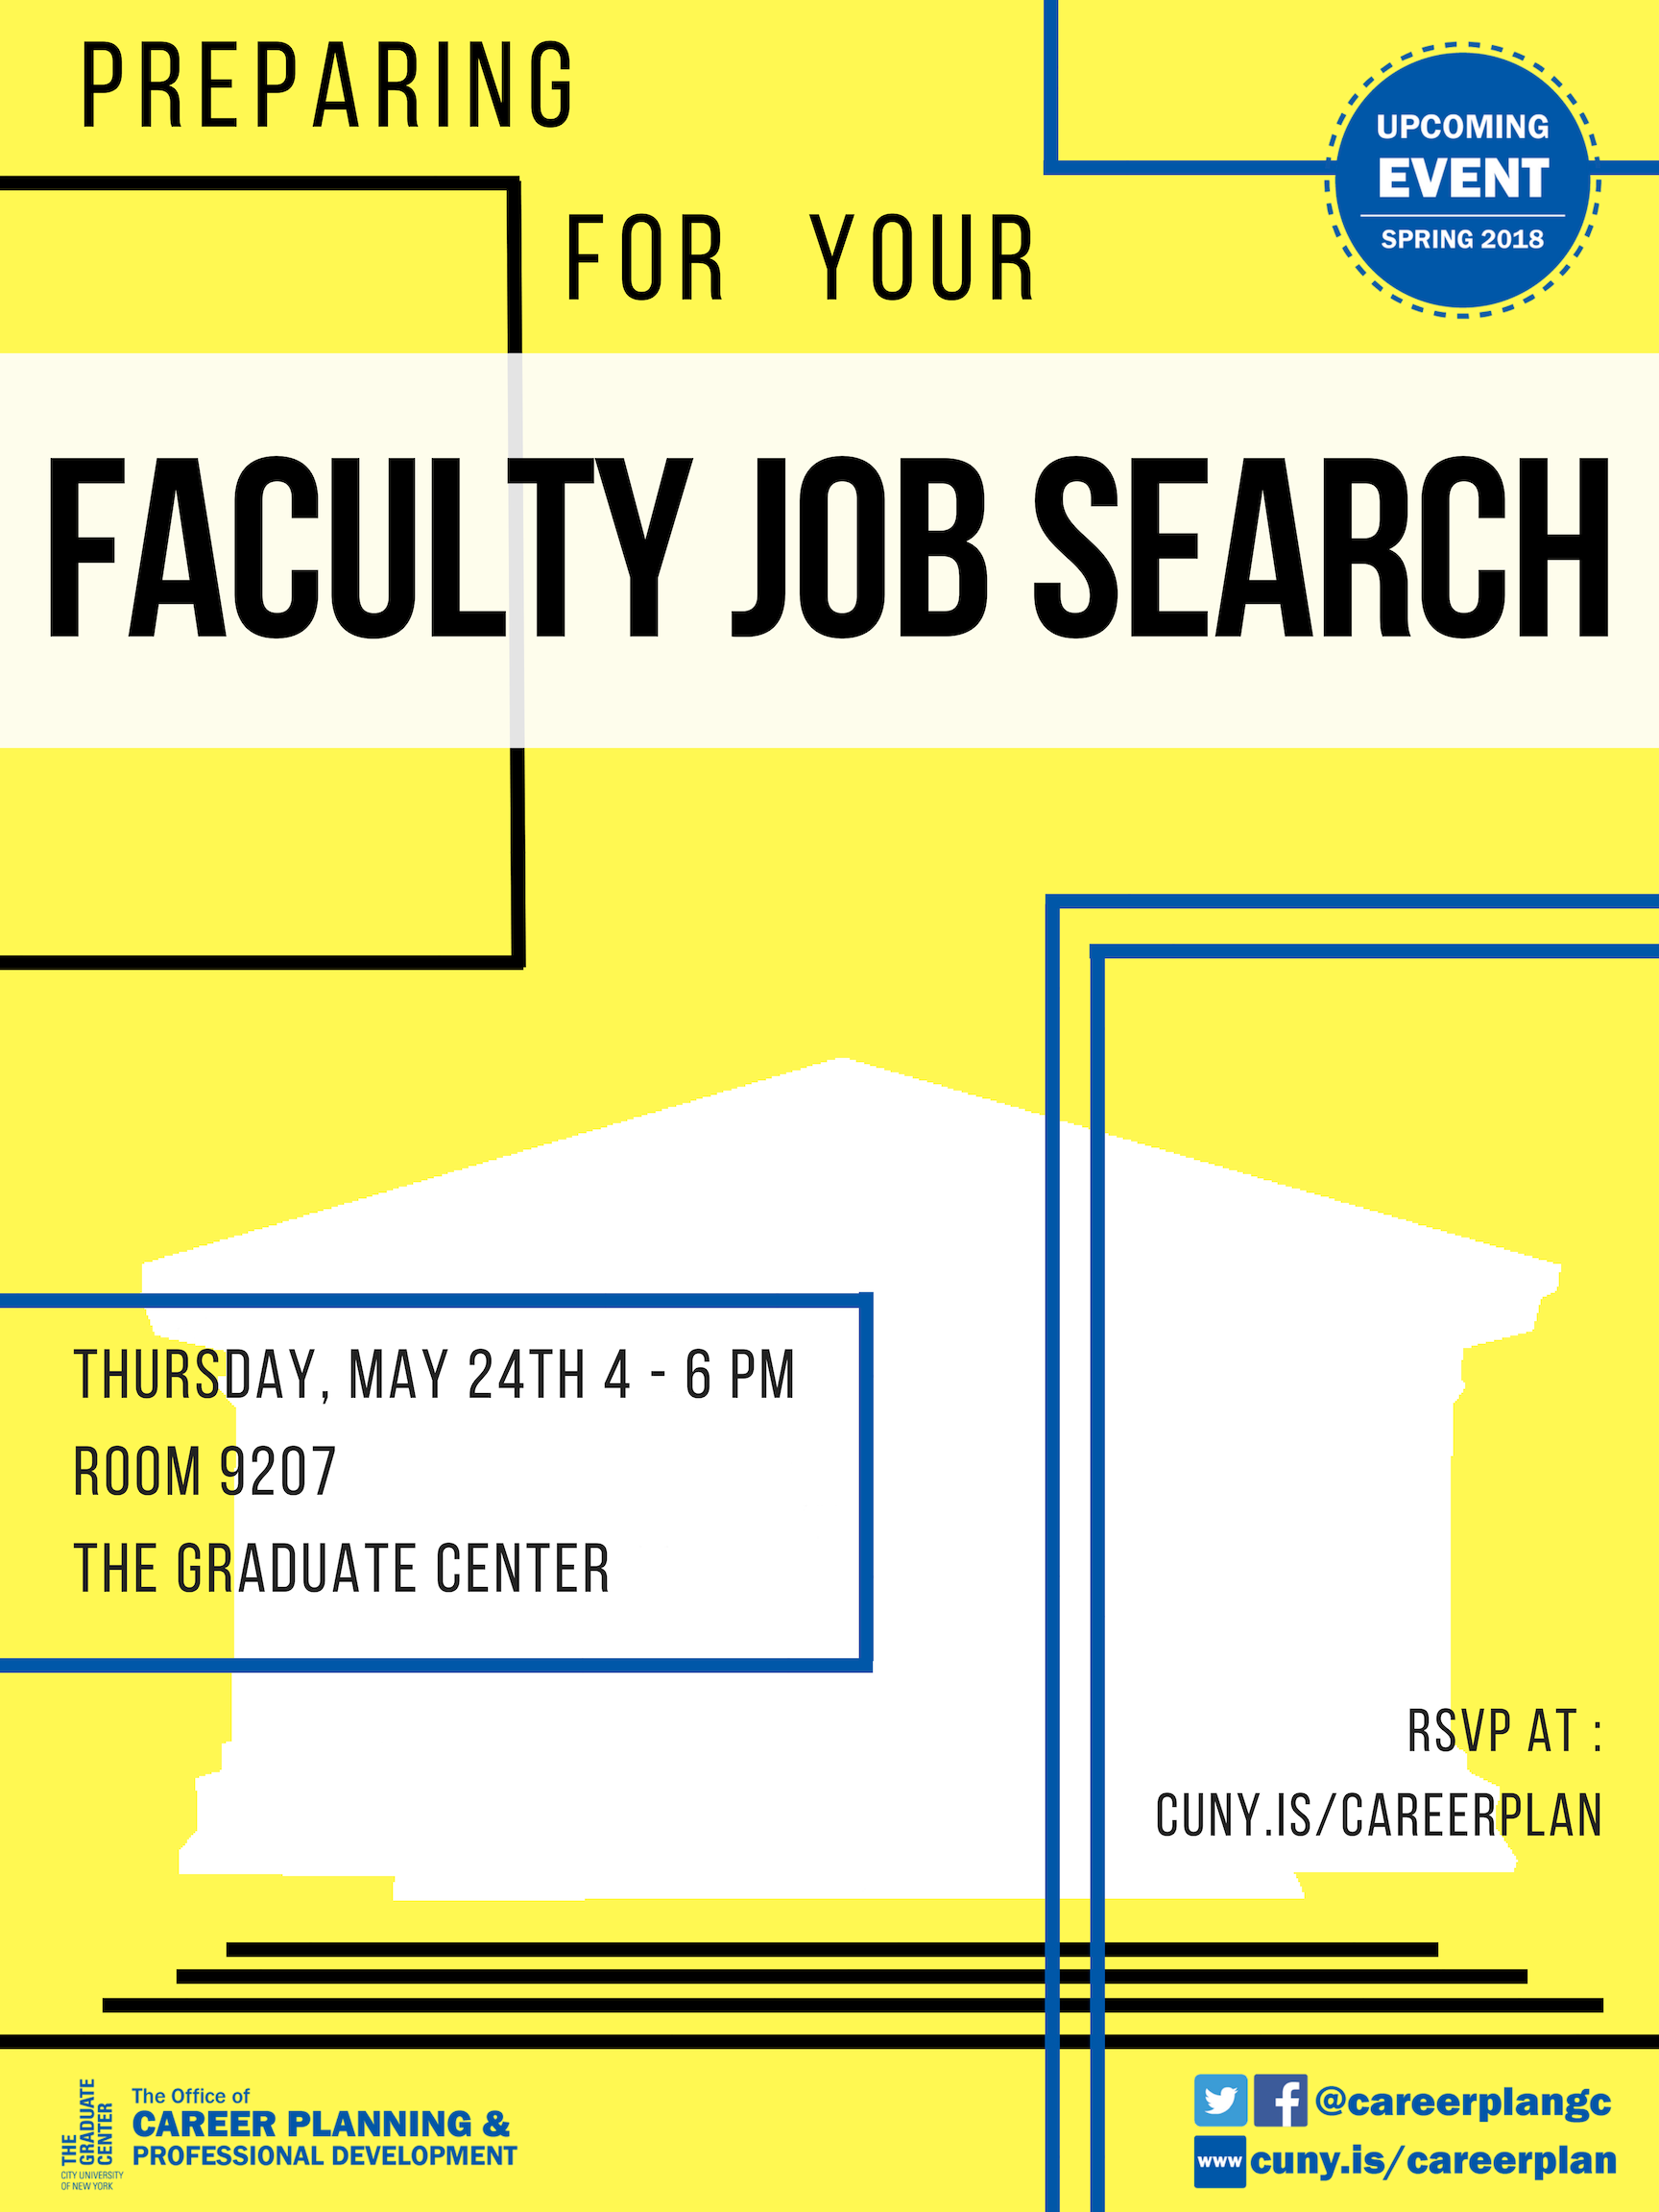 PREPARING
FOR YOUR
UPCOMING
EVENT
SPRING 2018
FACULTY JOB SEARCH
THURSDAY, MAY 24TH 4 - 6 PM
ROOM 9207
THE GRADUATE CENTER
RSVP AT :
CUNY.IS/CAREERPLAN
THE
GRADUATE
CENTER
CITY UNIVERSITY
OF NEW YORK
The Office of
CAREER PLANNING &
PROFESSIONAL DEVELOPMENT
@careerplangc
www cuny.is/careerplan